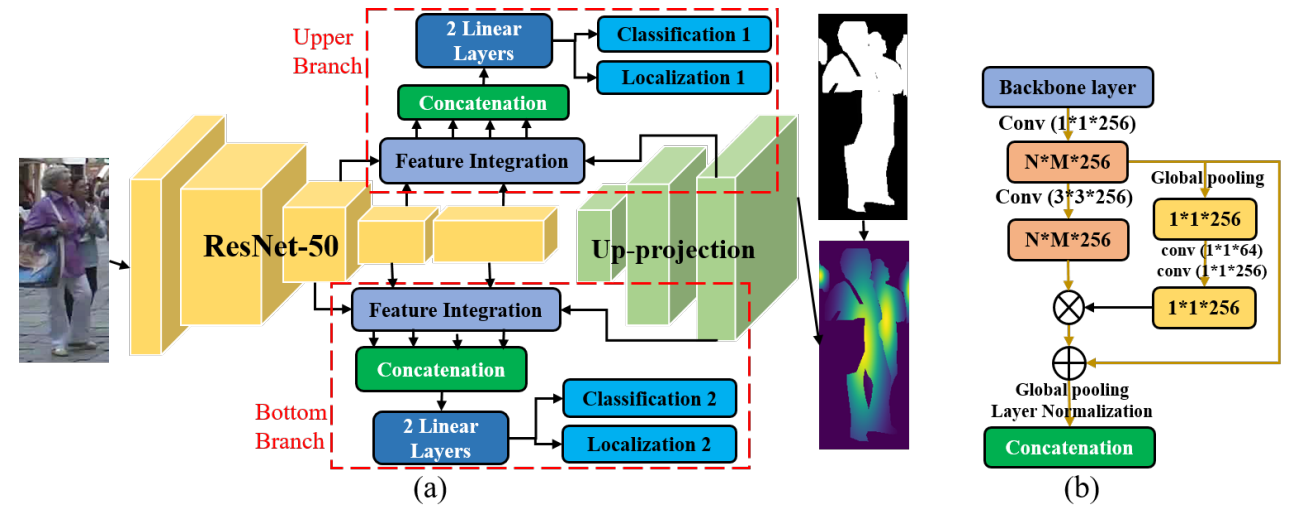 Upper
Branch
2 Linear
Layers
Classification 1
Localization 1
Concatenation
Feature Integration
ResNet-50
Up-projection
Feature Integration
Concatenation
Bottom
Branch
2 Linear
Layers
Classification 2
Localization 2
(a)
Backbone layer
Conv (1*1*256)
N*M*256
Global pooling
Conv (3*3*256)
1*1*256
N*M*256
conv (1*1*64)
conv (1*1*256)
1*1*256
Global pooling
Layer Normalization
Concatenation
(b)